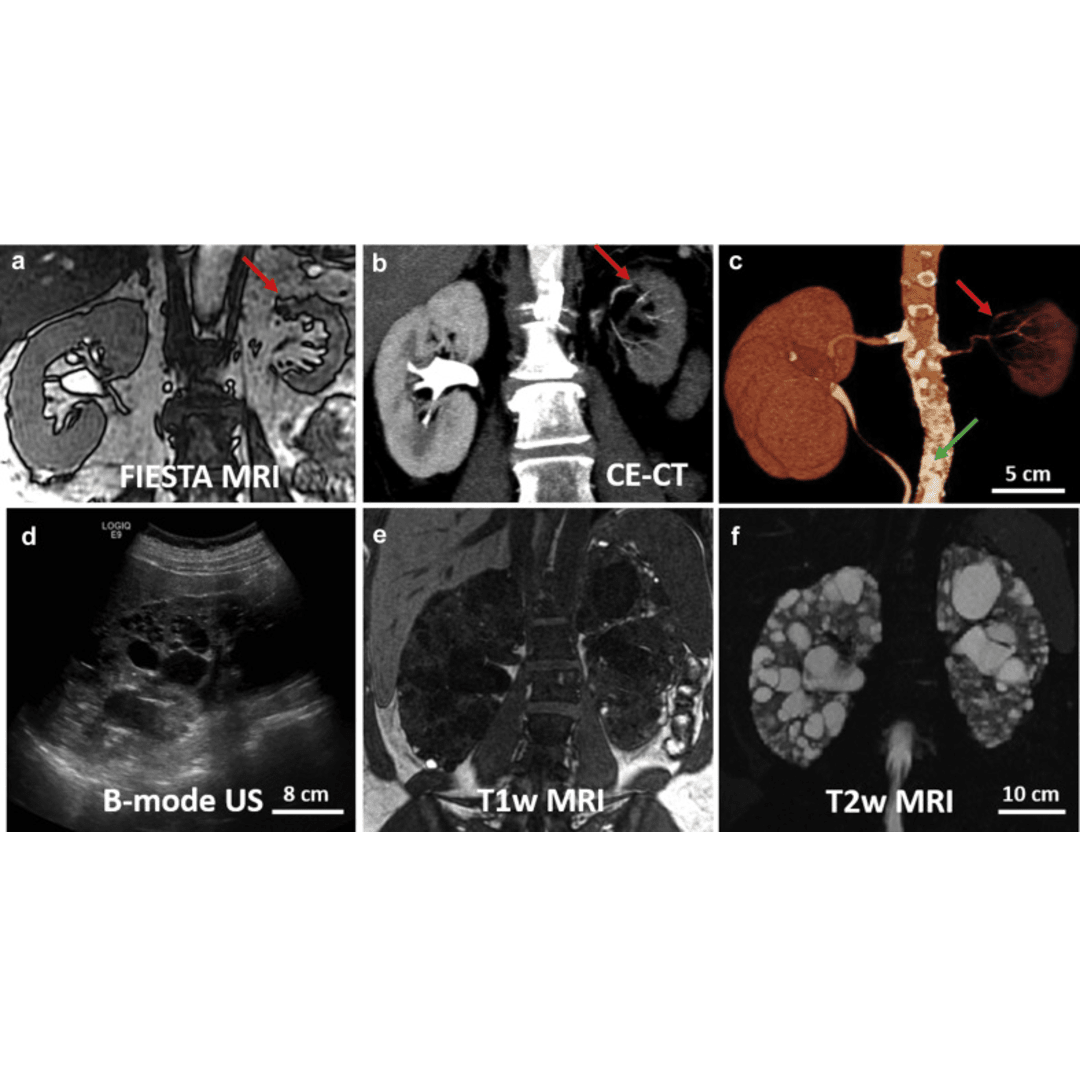 a
FIESTA MRI
b
CE-CT
c
5 cm
d
LOGIQ
E9
B-mode US
8 cm
e
T1w MRI
f
T2w MRI
10 cm